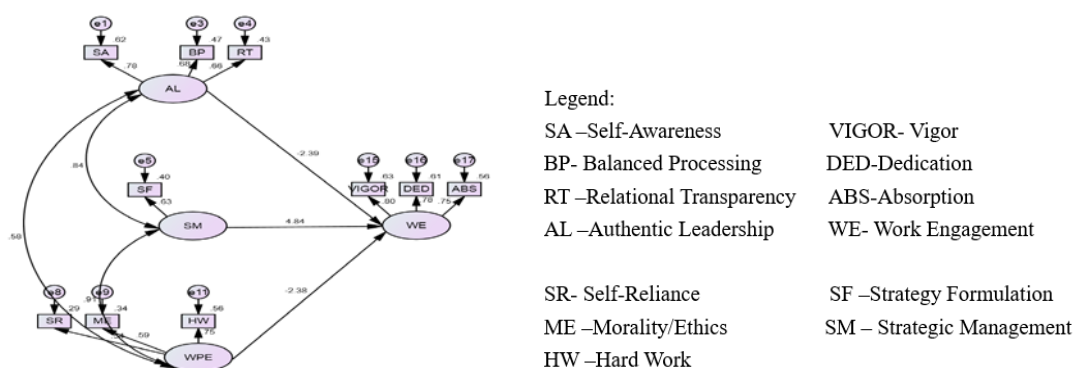 e1 e3 e4
.62 .47 .43
SA BP RT
.78 .68 .66
AL
-2.39
.84
e5
.40
SF
.63
SM
4.84
e15 e16 e17
.63 .61 .56
VIGOR DED ABS
.80 .78 .75
WE
.58
-2.38
e8 .91 e9 e11
.29 .34 .56
SR ME HW
.59 .75
WPE
Legend:
SA –Self-Awareness VIGOR- Vigor
BP- Balanced Processing DED-Dedication
RT –Relational Transparency ABS-Absorption
AL –Authentic Leadership WE- Work Engagement
SR- Self-Reliance SF –Strategy Formulation
ME –Morality/Ethics SM – Strategic Management
HW –Hard Work